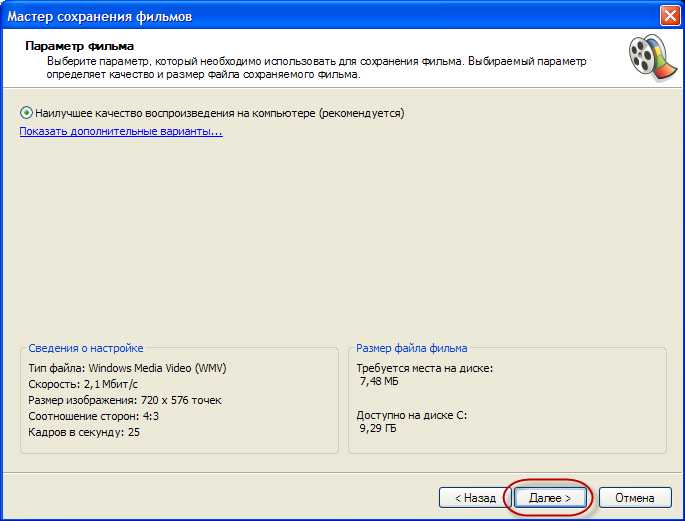 Мастер сохранения фильмов
Параметр фильма
Выберите параметр, который необходимо использовать для сохранения фильма. Выбираемый параметр
определяет качество и размер файла сохраняемого фильма.
Наилучшее качество воспроизведения на компьютере (рекомендуется)
Показать дополнительные варианты...
Сведения о настройке
Тип файла: Windows Media Video (WMV)
Скорость: 2,1 Мбит/с
Размер изображения: 720 x 576 точек
Соотношение сторон: 4:3
Кадров в секунду: 25
Размер файла фильма
Требуется места на диске:
7,48 МБ
Доступно на диске C:
9,29 ГБ
< Назад
Далее >
Отмена